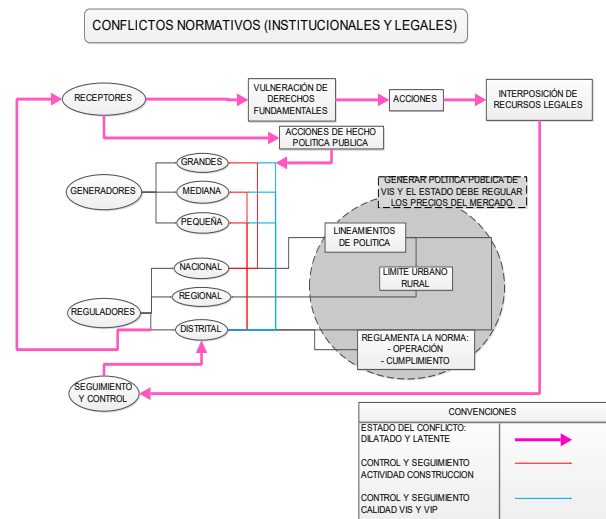 CONFLICTOS NORMATIVOS (INSTITUCIONALES Y LEGALES)
RECEPTORES
VULNERACIÓN DE
DERECHOS
FUNDAMENTALES
ACCIONES
INTERPOSICIÓN DE
RECURSOS LEGALES
ACCIONES DE HECHO
POLITICA PUBLICA
GENERADORES
GRANDES
MEDIANA
PEQUEÑA
GENERAR POLITICA PUBLICA DE
VIS Y EL ESTADO DEBE REGULAR
LOS PRECIOS DEL MERCADO
LINEAMIENTOS
DE POLITICA
LIMITE URBANO
RURAL
REGULADORES
NACIONAL
REGIONAL
DISTRITAL
REGLAMENTA LA NORMA:
- OPERACIÓN
- CUMPLIMIENTO
SEGUIMIENTO
Y CONTROL
CONVENCIONES
ESTADO DEL CONFLICTO:
DILATADO Y LATENTE
CONTROL Y SEGUIMIENTO
ACTIVIDAD CONSTRUCCION
CONTROL Y SEGUIMIENTO
CALIDAD VIS Y VIP